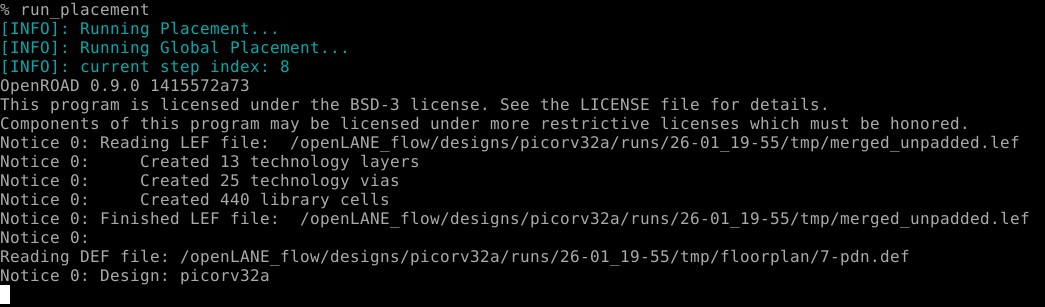 % run_placement
[INFO]: Running Placement...
[INFO]: Running Global Placement...
[INFO]: current step index: 8
OpenROAD 0.9.0 1415572a73
This program is licensed under the BSD-3 license. See the LICENSE file for details.
Components of this program may be licensed under more restrictive licenses which must be honored.
Notice 0: Reading LEF file:  /openLANE_flow/designs/picorv32a/runs/26-01_19-55/tmp/merged_unpadded.lef
Notice 0:     Created 13 technology layers
Notice 0:     Created 25 technology vias
Notice 0:     Created 440 library cells
Notice 0: Finished LEF file:  /openLANE_flow/designs/picorv32a/runs/26-01_19-55/tmp/merged_unpadded.lef
Notice 0:
Reading DEF file: /openLANE_flow/designs/picorv32a/runs/26-01_19-55/tmp/floorplan/7-pdn.def
Notice 0: Design: picorv32a